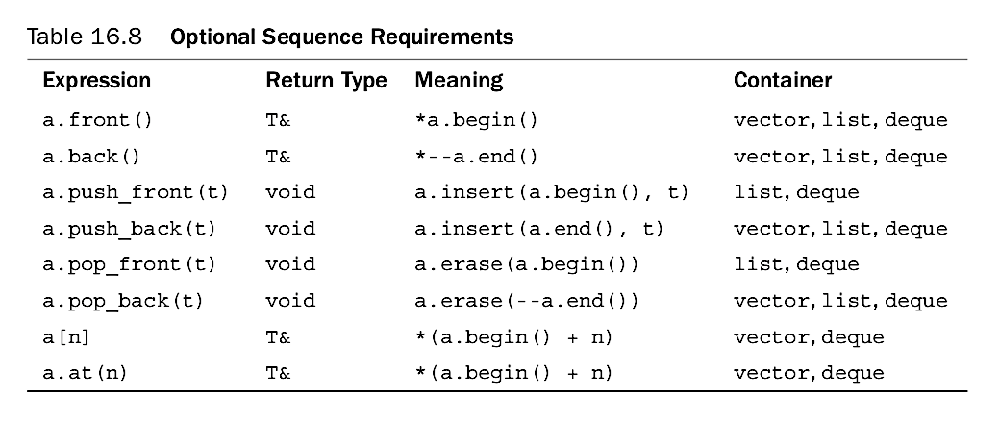 Table 16.8 Optional Sequence Requirements
Expression Return Type Meaning Container
a.front() T& *a.begin() vector, list, deque
a.back() T& *--a.end() vector, list, deque
a.push_front(t) void a.insert(a.begin(), t) list, deque
a.push_back(t) void a.insert(a.end(), t) vector, list, deque
a.pop_front(t) void a.erase(a.begin()) list, deque
a.pop_back(t) void a.erase(--a.end()) vector, list, deque
a[n] T& *(a.begin() + n) vector, deque
a.at(n) T& *(a.begin() + n) vector, deque